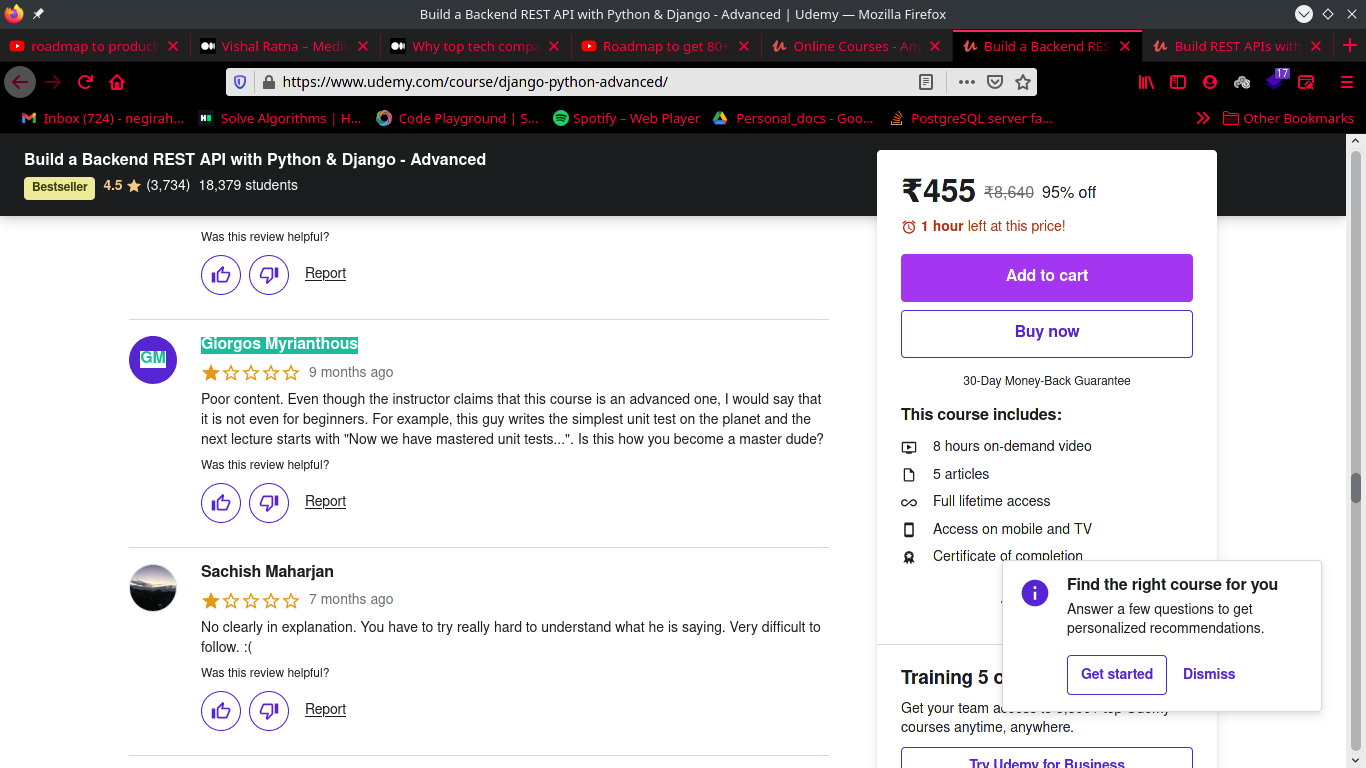 Build a Backend REST API with Python & Django - Advanced | Udemy — Mozilla Firefox
roadmap to product
Vishal Ratna – Medi
Why top tech compa
Roadmap to get 80+
Online Courses - Any
Build a Backend RES
Build REST APIs with
https://www.udemy.com/course/django-python-advanced/
17
Inbox (724) - negirah...
Solve Algorithms | H...
Code Playground | S...
Spotify – Web Player
Personal_docs - Goo...
PostgreSQL server fa...
Other Bookmarks
Build a Backend REST API with Python & Django - Advanced
Bestseller 4.5 (3,734) 18,379 students
Was this review helpful?
Report
GM
Giorgos Myrianthous
9 months ago
Poor content. Even though the instructor claims that this course is an advanced one, I would say that
it is not even for beginners. For example, this guy writes the simplest unit test on the planet and the
next lecture starts with "Now we have mastered unit tests...". Is this how you become a master dude?
Was this review helpful?
Report
Sachish Maharjan
7 months ago
No clearly in explanation. You have to try really hard to understand what he is saying. Very difficult to
follow. :(
Was this review helpful?
Report
₹455 ₹8,640 95% off
1 hour left at this price!
Add to cart
Buy now
30-Day Money-Back Guarantee
This course includes:
8 hours on-demand video
5 articles
Full lifetime access
Access on mobile and TV
Certificate of completion
Training 5 o
Get your team
courses anytime, anywhere.
Try Udemy for Business
Find the right course for you
Answer a few questions to get
personalized recommendations.
Get started
Dismiss